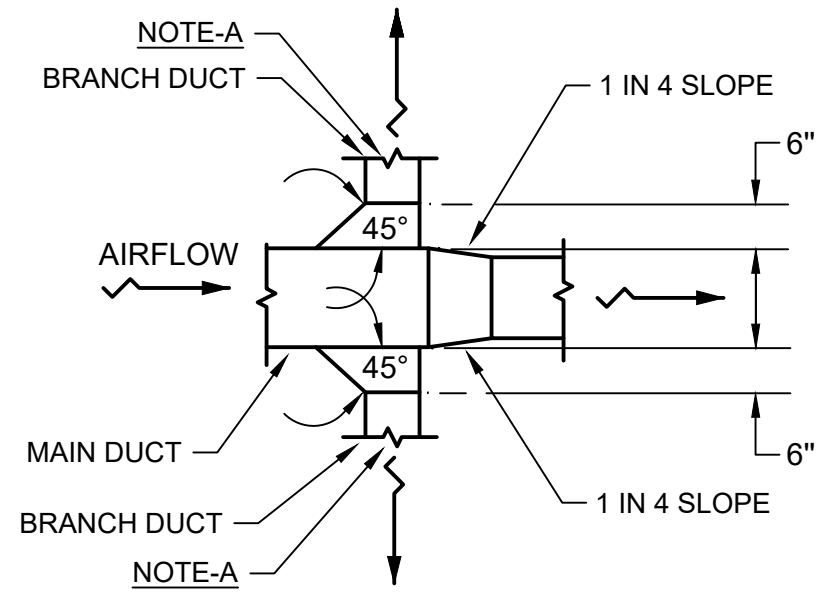 NOTE-A
BRANCH DUCT
1 IN 4 SLOPE
6"
45°
AIRFLOW
45°
MAIN DUCT
6"
BRANCH DUCT
1 IN 4 SLOPE
NOTE-A